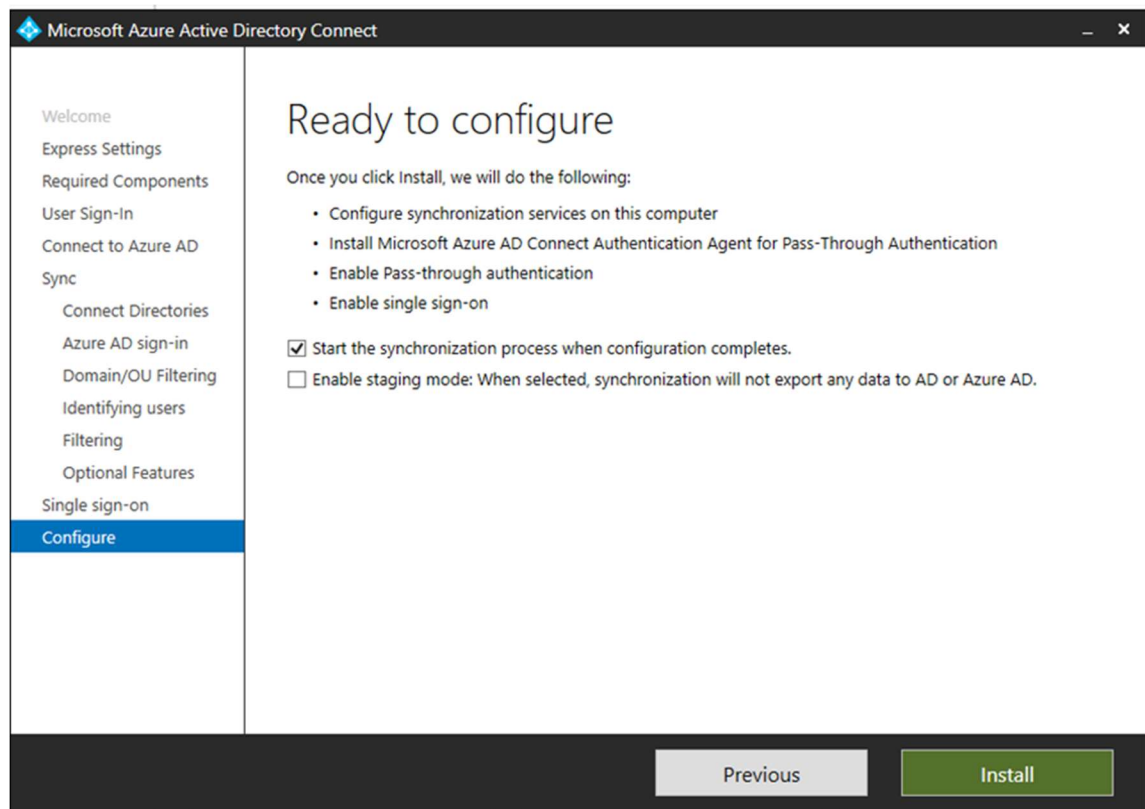 Microsoft Azure Active Directory Connect
Welcome
Express Settings
Required Components
User Sign-In
Connect to Azure AD
Sync
Connect Directories
Azure AD sign-in
Domain/OU Filtering
Identifying users
Filtering
Optional Features
Single sign-on
Configure
Ready to configure
Once you click Install, we will do the following:
• Configure synchronization services on this computer
• Install Microsoft Azure AD Connect Authentication Agent for Pass-Through Authentication
• Enable Pass-through authentication
• Enable single sign-on
Start the synchronization process when configuration completes.
Enable staging mode: When selected, synchronization will not export any data to AD or Azure AD.
Previous
Install